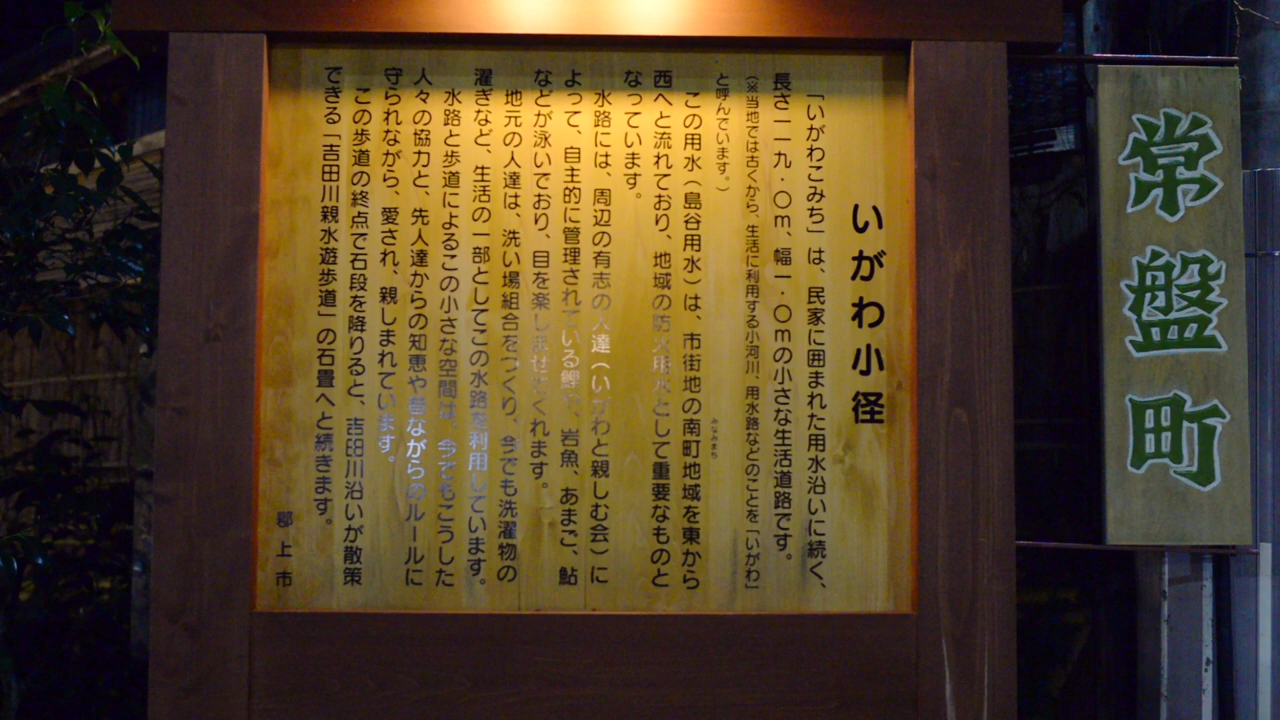 いがわ小径
「いがわこみち」は、民家に囲まれた用水沿いに続く、
長さ一一九・〇m、幅一・〇mの小さな生活道路です。
（※当地では古くから、生活に利用する小河川、用水路などのことを「いがわ」
と呼んでいます。）
この用水（島谷用水）は、市街地の南町地域を東から
みなみまち
西へと流れており、地域の防火用水として重要なものと
なっています。
水路には、周辺の有志の人達（いがわと親しむ会）に
よって、自主的に管理されている鯉や、岩魚、あまご、鮎
などが泳いでおり、目を楽しませてくれます。
地元の人達は、洗い場組合をつくり、今でも洗濯物の
濯ぎなど、生活の一部としてこの水路を利用しています。
水路と歩道によるこの小さな空間は、今でもこうした
人々の協力と、先人達からの知恵や昔ながらのルールに
守られながら、愛され、親しまれています。
この歩道の終点で石段を降りると、吉田川沿いが散策
できる「吉田川親水遊歩道」の石畳へと続きます。
郡上市
常盤町